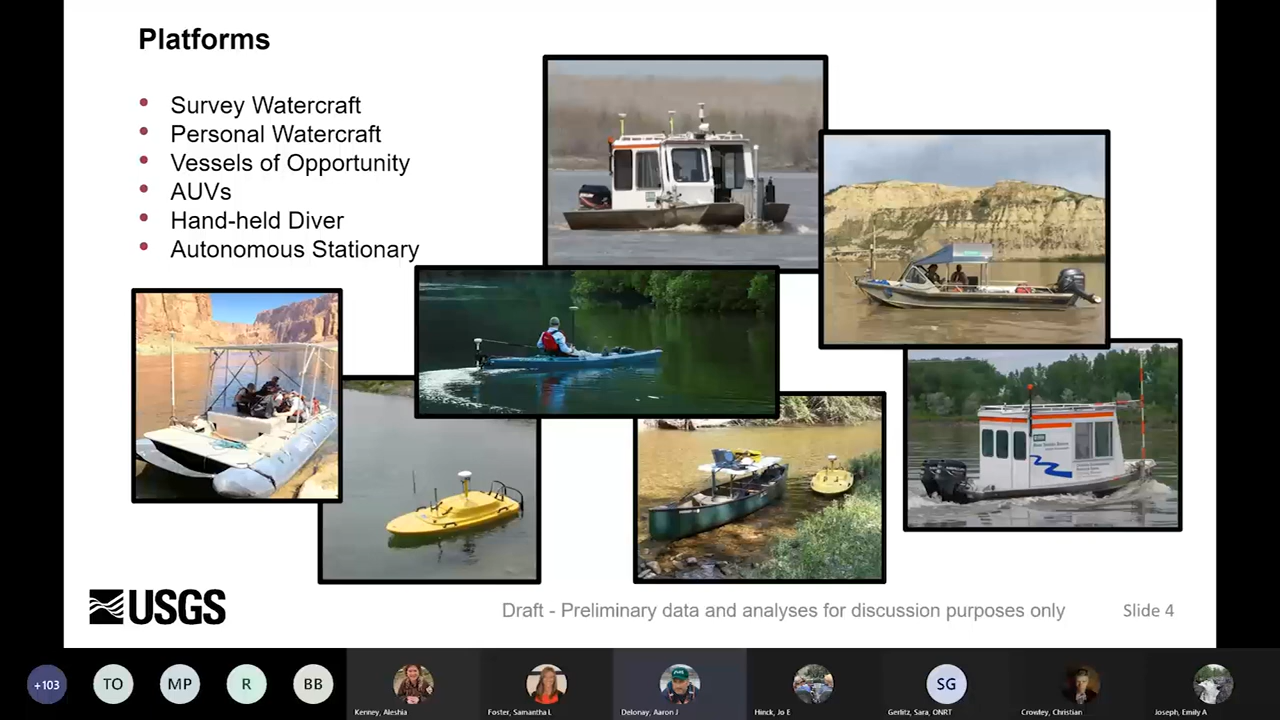 Platforms
• Survey Watercraft
• Personal Watercraft
• Vessels of Opportunity
• AUVs
• Hand-held Diver
• Autonomous Stationary
USGS
Draft - Preliminary data and analyses for discussion purposes only
Slide 4
+103
TO
MP
R
BB
SG
Kenney, Aleshia
Foster, Samantha L
Delonay, Aaron J
Hinck, Jo E
Gerlitz, Sara, ONRT
Crowley, Christian
Joseph, Emily A